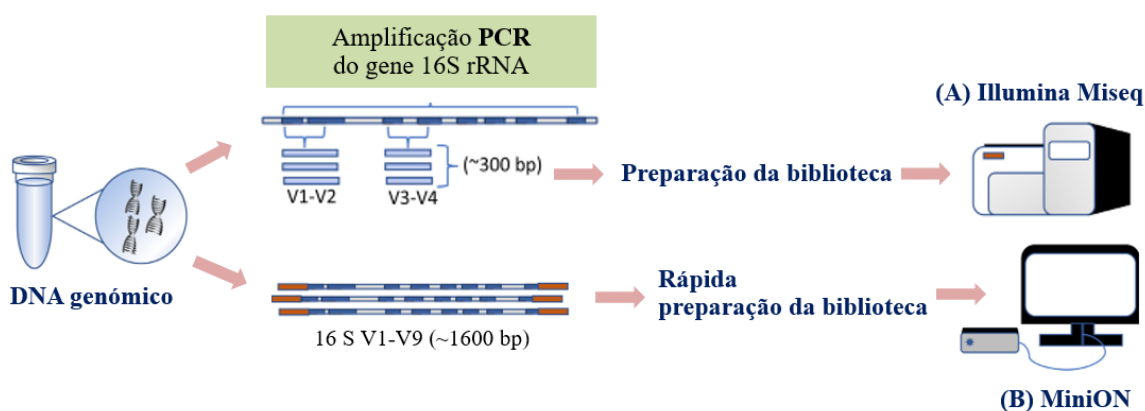 Amplificação PCR
do gene 16S rRNA
(A) Illumina Miseq
(~300 bp)
Preparação da biblioteca
V1-V2
V3-V4
DNA genómico
Rápida
preparação da biblioteca
16 S V1-V9 (~1600 bp)
(B) MiniON